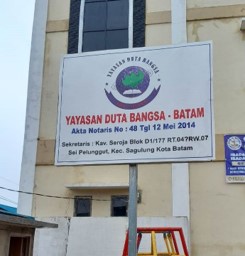 YAYASAN DUTA BANGSA
YAYASAN DUTA BANGSA - BATAM
Akta Notaris No : 48 Tgl 12 Mei 2014
Sekretaris : Kav. Seroja Blok D1/177 RT.04?RW.07
Sei Pelunggut, Kec. Sagulung Kota Batam